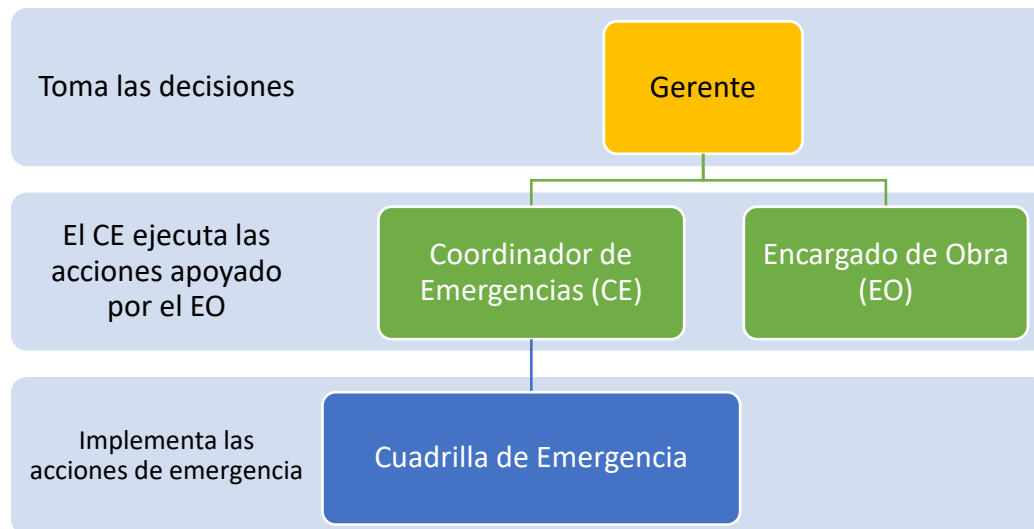 Toma las decisiones
Gerente
El CE ejecuta las
acciones apoyado
por el EO
Coordinador de
Emergencias (CE)
Encargado de Obra
(EO)
Implementa las
acciones de emergencia
Cuadrilla de Emergencia